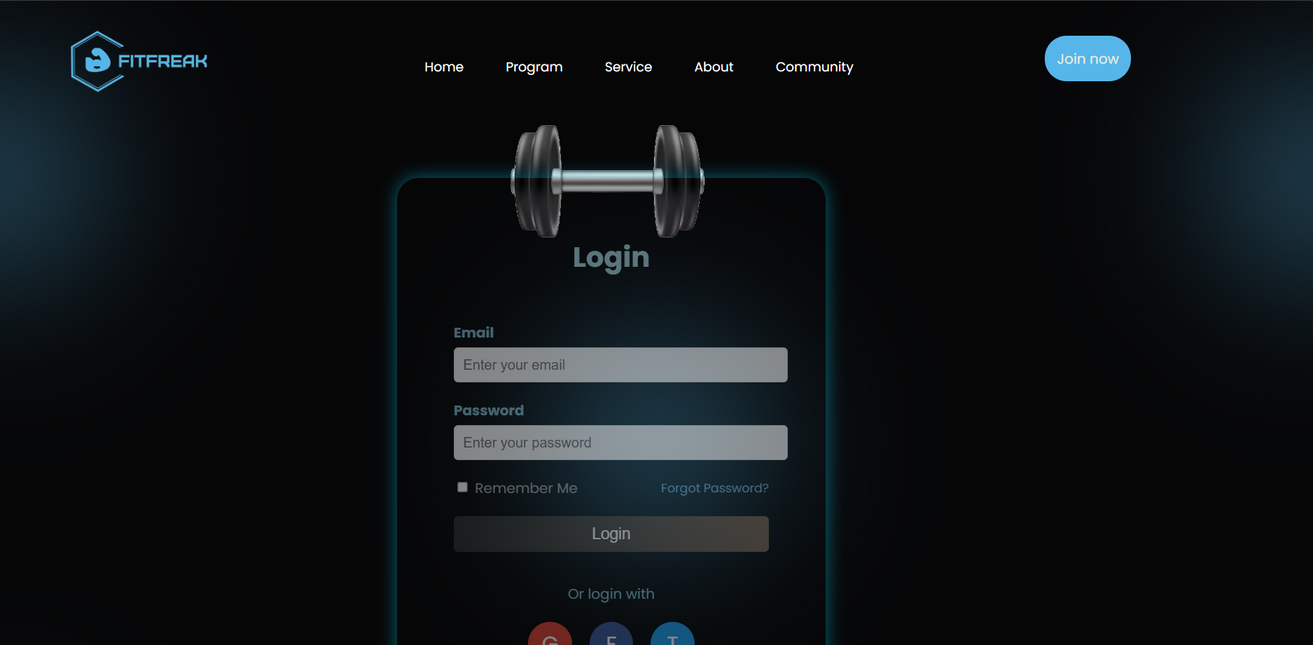 FITFREAK
Home Program Service About Community
Join now
Login
Email
Enter your email
Password
Enter your password
Remember Me Forgot Password?
Login
Or login with
G F T